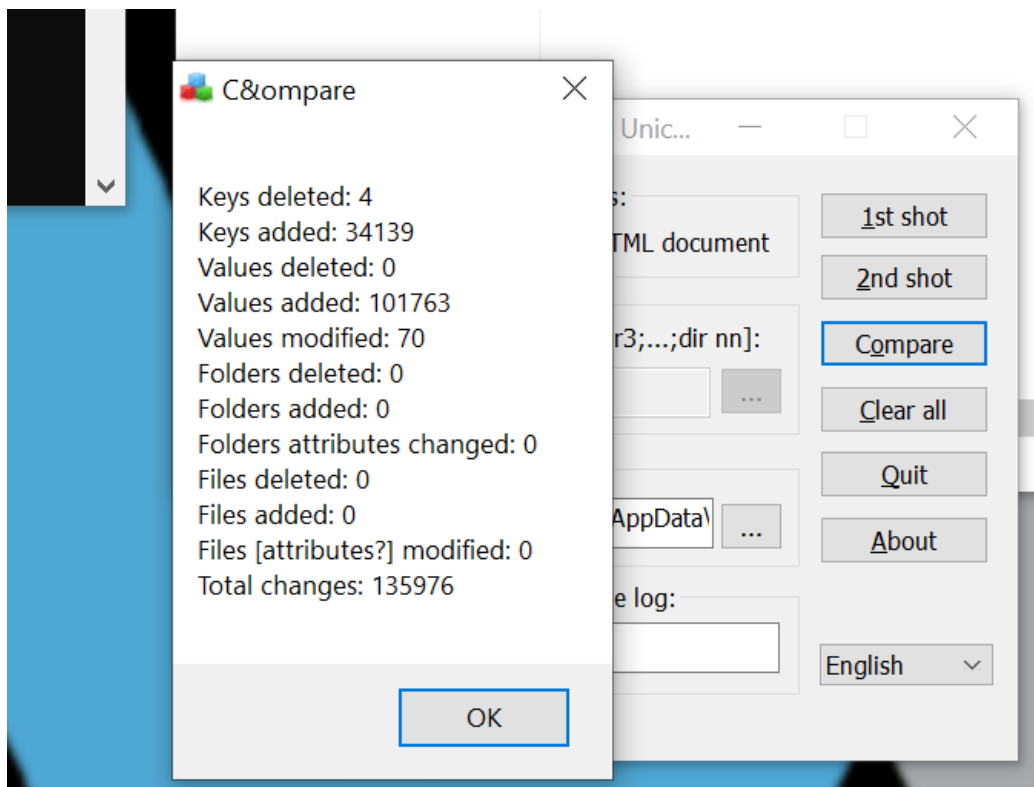 C&ompare
Keys deleted: 4
Keys added: 34139
Values deleted: 0
Values added: 101763
Values modified: 70
Folders deleted: 0
Folders added: 0
Folders attributes changed: 0
Files deleted: 0
Files added: 0
Files [attributes?] modified: 0
Total changes: 135976
OK
Unic...
s:
TML document
r3;...;dir nn]:
...
AppData\
...
e log:
1st shot
2nd shot
Compare
Clear all
Quit
About
English